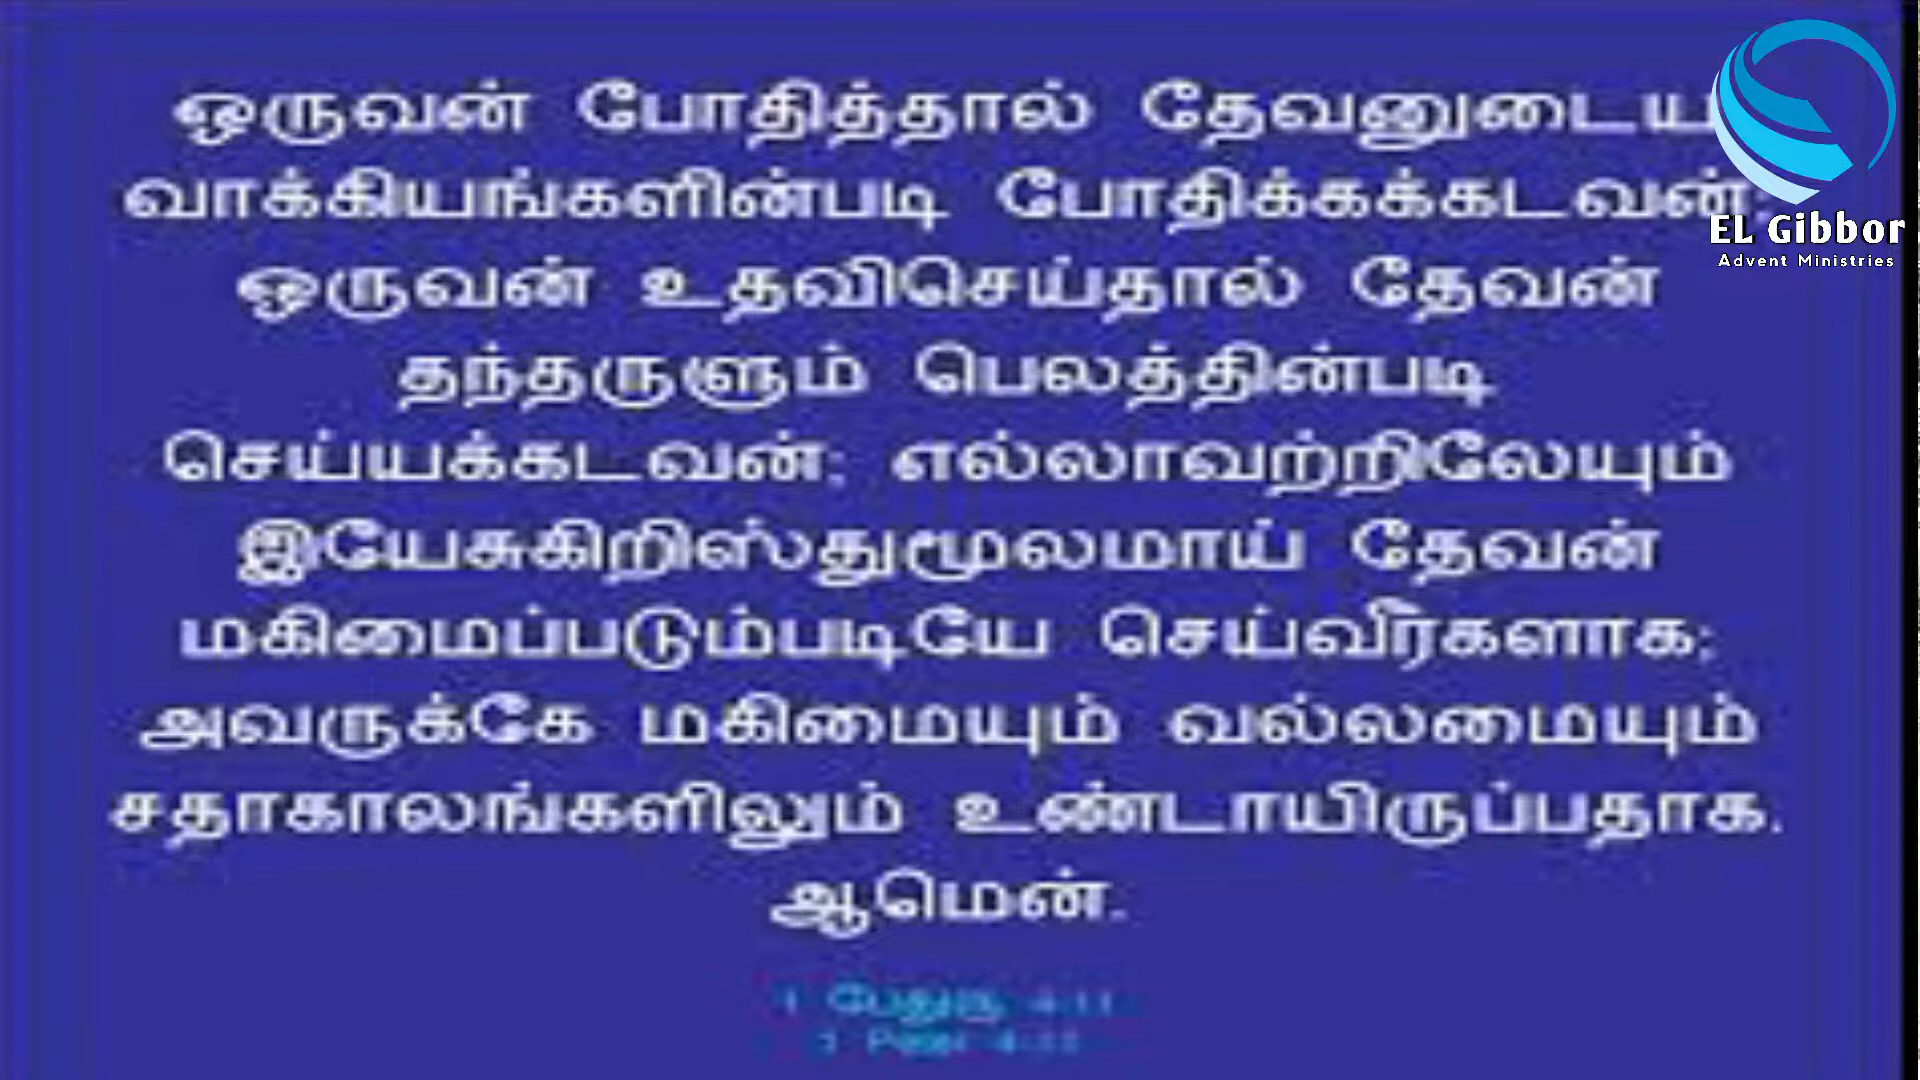 ஒருவன் போதித்தால் தேவனுடைய
வாக்கியங்களின்படி போதிக்கக்கடவன்;
ஒருவன் உதவிசெய்தால் தேவன்
தந்தருளும் பெலத்தின்படி
செய்யக்கடவன்; எல்லாவற்றிலேயும்
இயேசுகிறிஸ்துமூலமாய் தேவன்
மகிமைப்படும்படியே செய்வீர்களாக;
அவருக்கே மகிமையும் வல்லமையும்
சதாகாலங்களிலும் உண்டாயிருப்பதாக.
ஆமென்.
1 பேதுரு 4:11
1 Peter 4:11
EL Gibbor
Advent Ministries